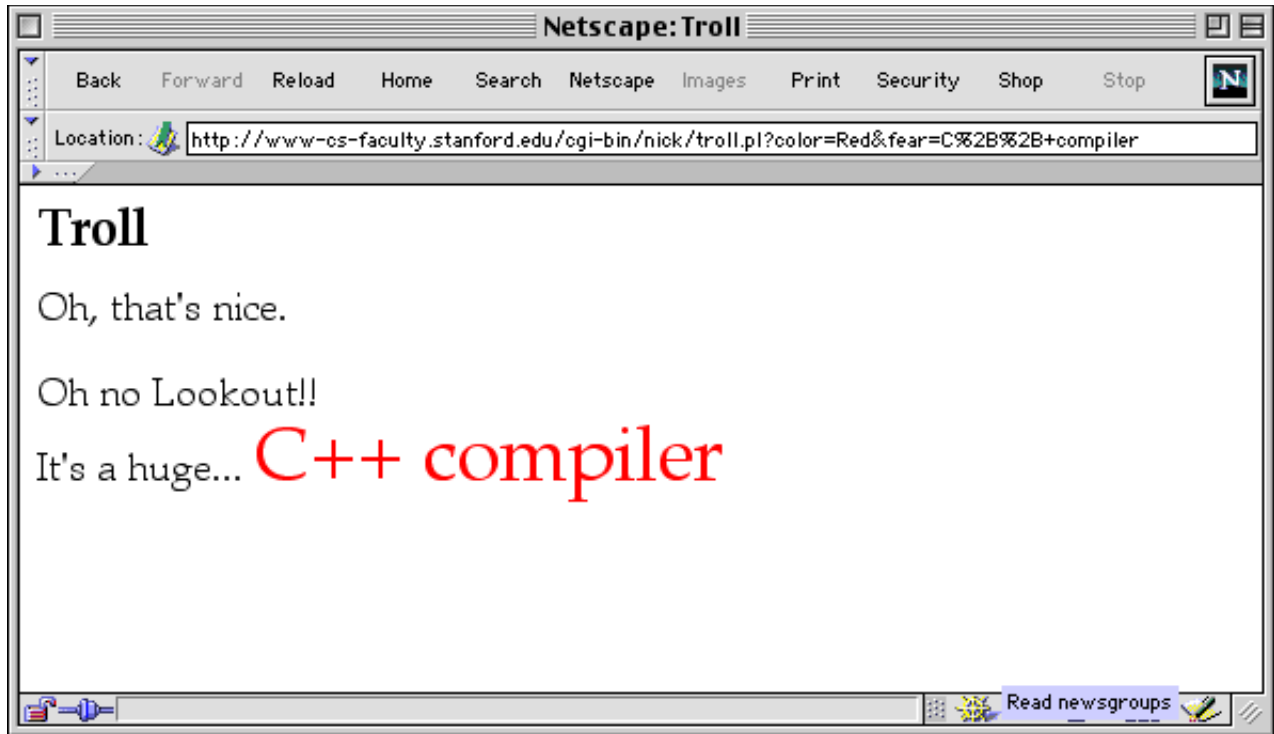 Netscape: Troll
Back Forward Reload Home Search Netscape Images Print Security Shop Stop N
Location: http://www-cs-faculty.stanford.edu/cgi-bin/nick/troll.pl?color=Red&fear=C%2B%2B+compiler
...
Troll
Oh, that's nice.
Oh no Lookout!!
It's a huge... C++ compiler
Read newsgroups